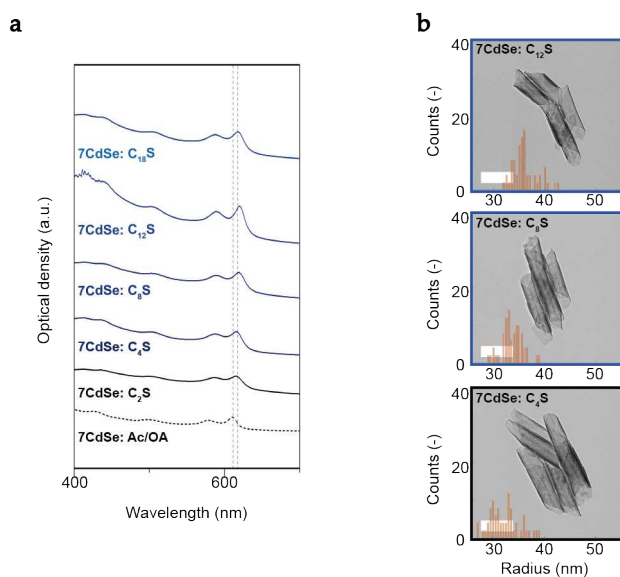 a
Optical density (a.u.)
7CdSe: C18S
7CdSe: C12S
7CdSe: C8S
7CdSe: C4S
7CdSe: C2S
7CdSe: Ac/OA
400
600
Wavelength (nm)
b
40
7CdSe: C12S
Counts (-)
20
0
30
40
50
40
7CdSe: C8S
Counts (-)
20
0
30
40
50
40
7CdSe: C4S
Counts (-)
20
0
30
40
50
Radius (nm)